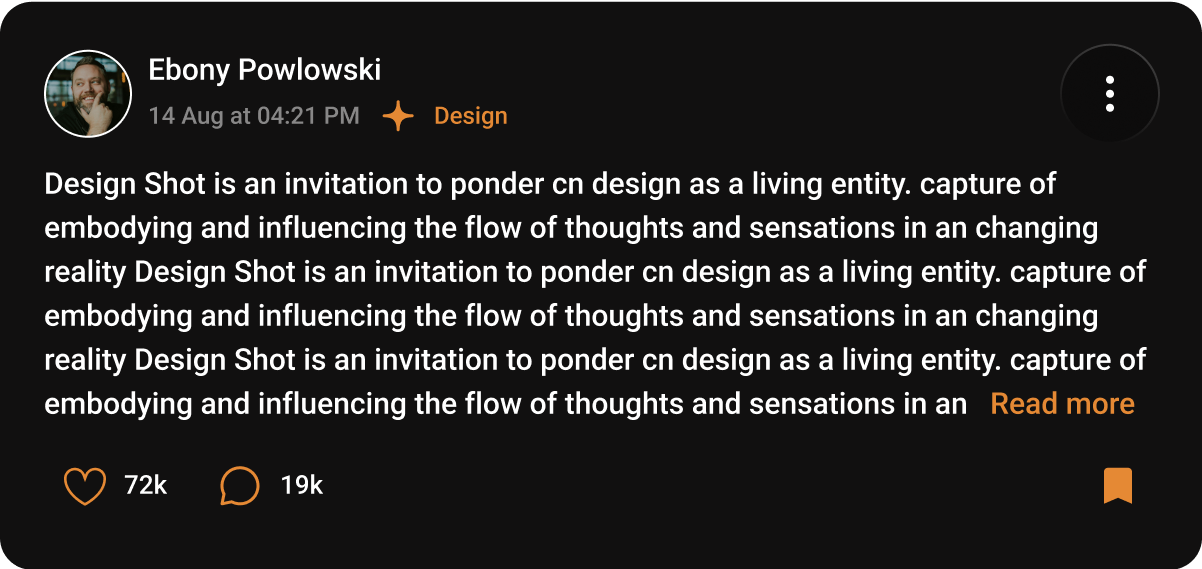 Ebony Powlowski
14 Aug at 04:21 PM Design
Design Shot is an invitation to ponder cn design as a living entity. capture of
embodying and influencing the flow of thoughts and sensations in an changing
reality Design Shot is an invitation to ponder cn design as a living entity. capture of
embodying and influencing the flow of thoughts and sensations in an changing
reality Design Shot is an invitation to ponder cn design as a living entity. capture of
embodying and influencing the flow of thoughts and sensations in an Read more
72k 19k